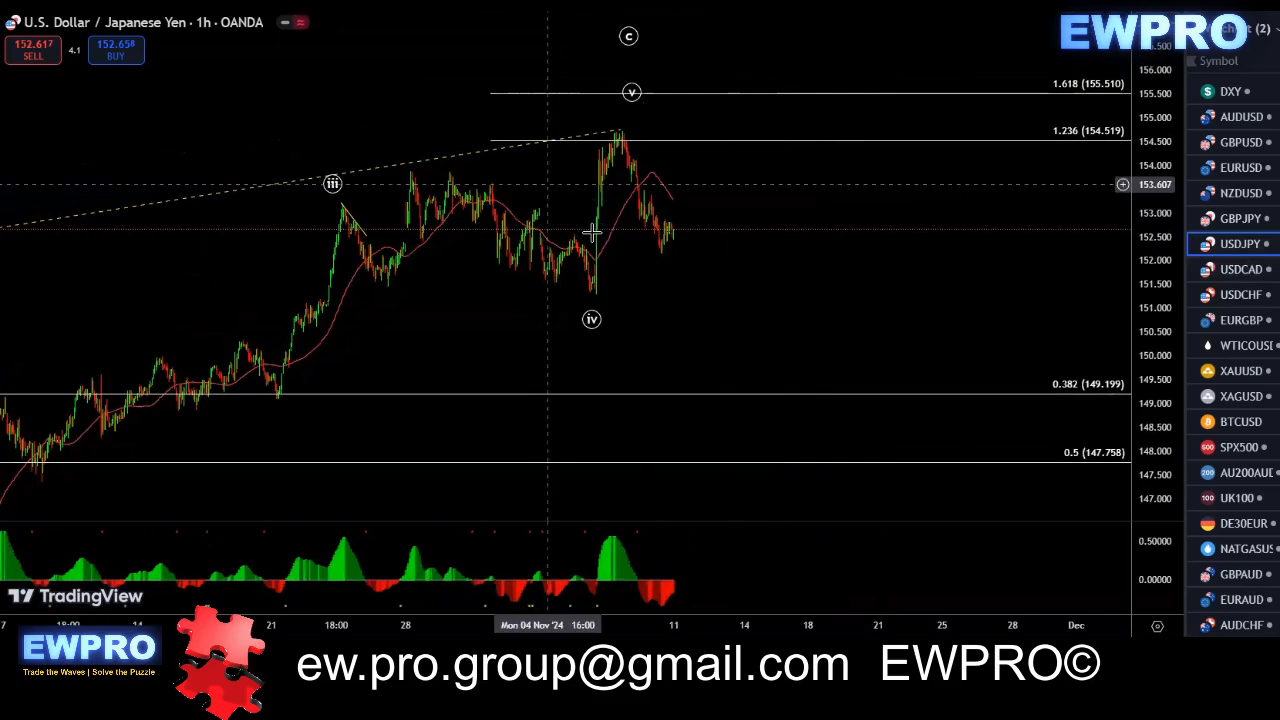 U.S. Dollar / Japanese Yen · 1h · OANDA
152.617
SELL
4.1
152.658
BUY
EWPRO
(2)
Symbol
DXY
AUDUSD
GBPUSD
EURUSD
NZDUSD
GBPJPY
USDJPY
USDCAD
USDCHF
EURGBP
WTICOUSD
XAUUSD
XAGUSD
BTCUSD
SPX500
AU200AUD
UK100
DE30EUR
NATGASUS
GBPAUD
EURAUD
AUDCHF
c
v
iii
iv
1.618 (155.510)
1.236 (154.519)
0.382 (149.199)
0.5 (147.758)
156.000
155.500
155.000
154.500
154.000
153.607
153.000
152.500
152.000
151.500
151.000
150.500
150.000
149.500
149.000
148.500
148.000
147.500
147.000
0.50000
0.00000
TradingView
7
18:00
14
21
18:00
28
Mon 04 Nov '24 16:00
11
14
18
21
25
28
Dec
EWPRO
Trade the Waves | Solve the Puzzle
ew.pro.group@gmail.com EWPRO©